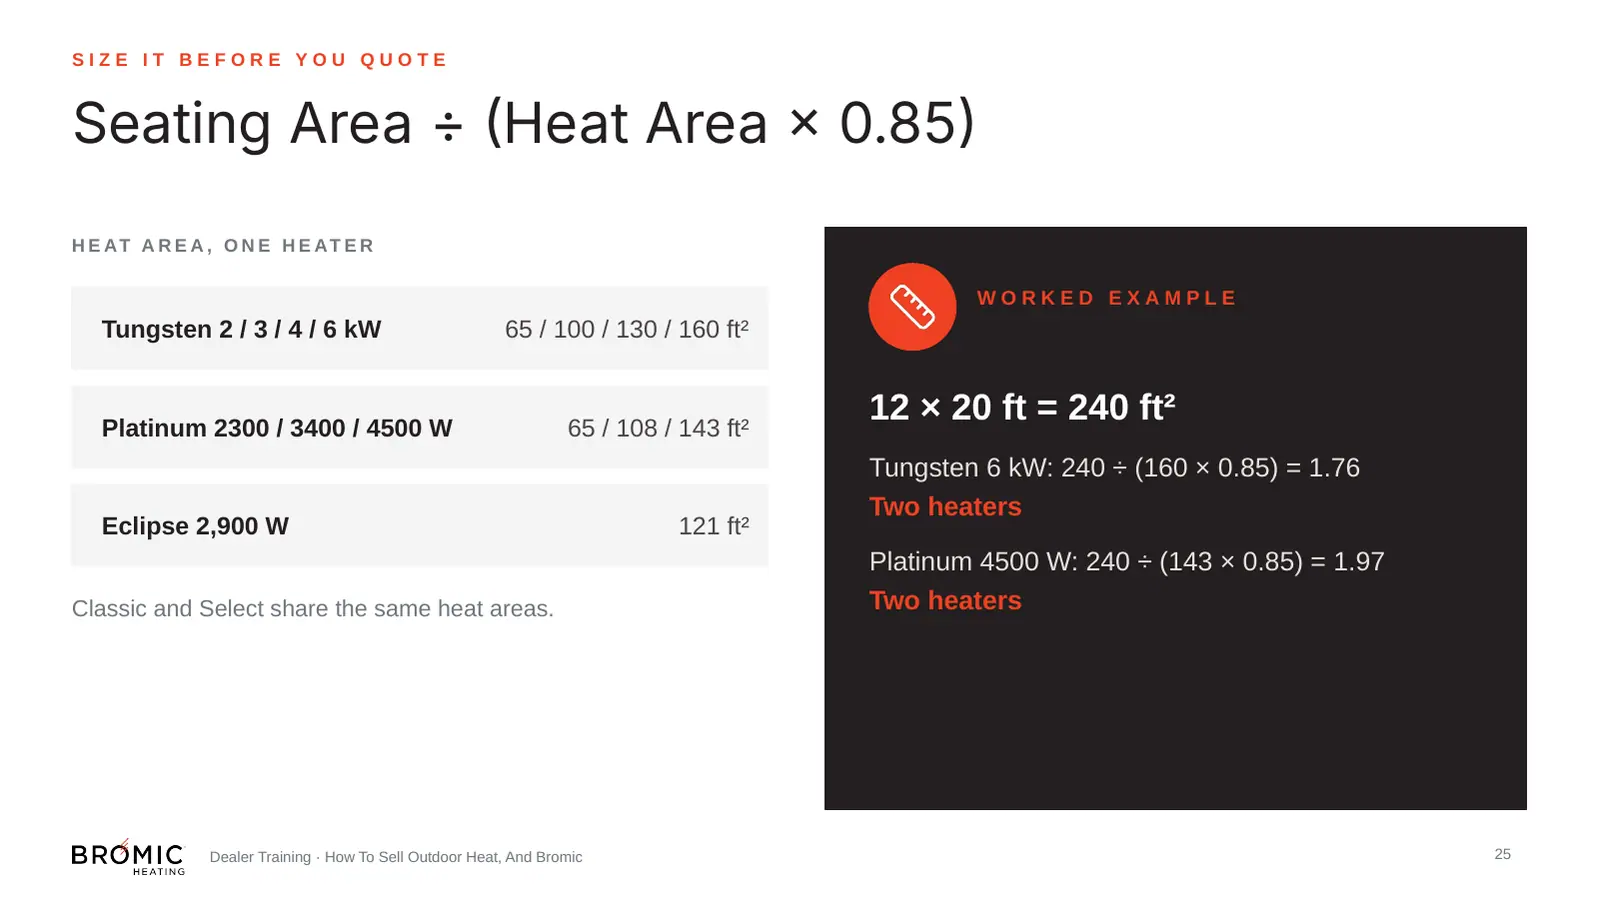 SIZE IT BEFORE YOU QUOTE
Seating Area ÷ (Heat Area × 0.85)
HEAT AREA, ONE HEATER
Tungsten 2 / 3 / 4 / 6 kW 65 / 100 / 130 / 160 ft²
Platinum 2300 / 3400 / 4500 W 65 / 108 / 143 ft²
Eclipse 2,900 W 121 ft²
Classic and Select share the same heat areas.
WORKED EXAMPLE
12 × 20 ft = 240 ft²
Tungsten 6 kW: 240 ÷ (160 × 0.85) = 1.76
Two heaters
Platinum 4500 W: 240 ÷ (143 × 0.85) = 1.97
Two heaters
BROMIC
HEATING
Dealer Training · How To Sell Outdoor Heat, And Bromic
25